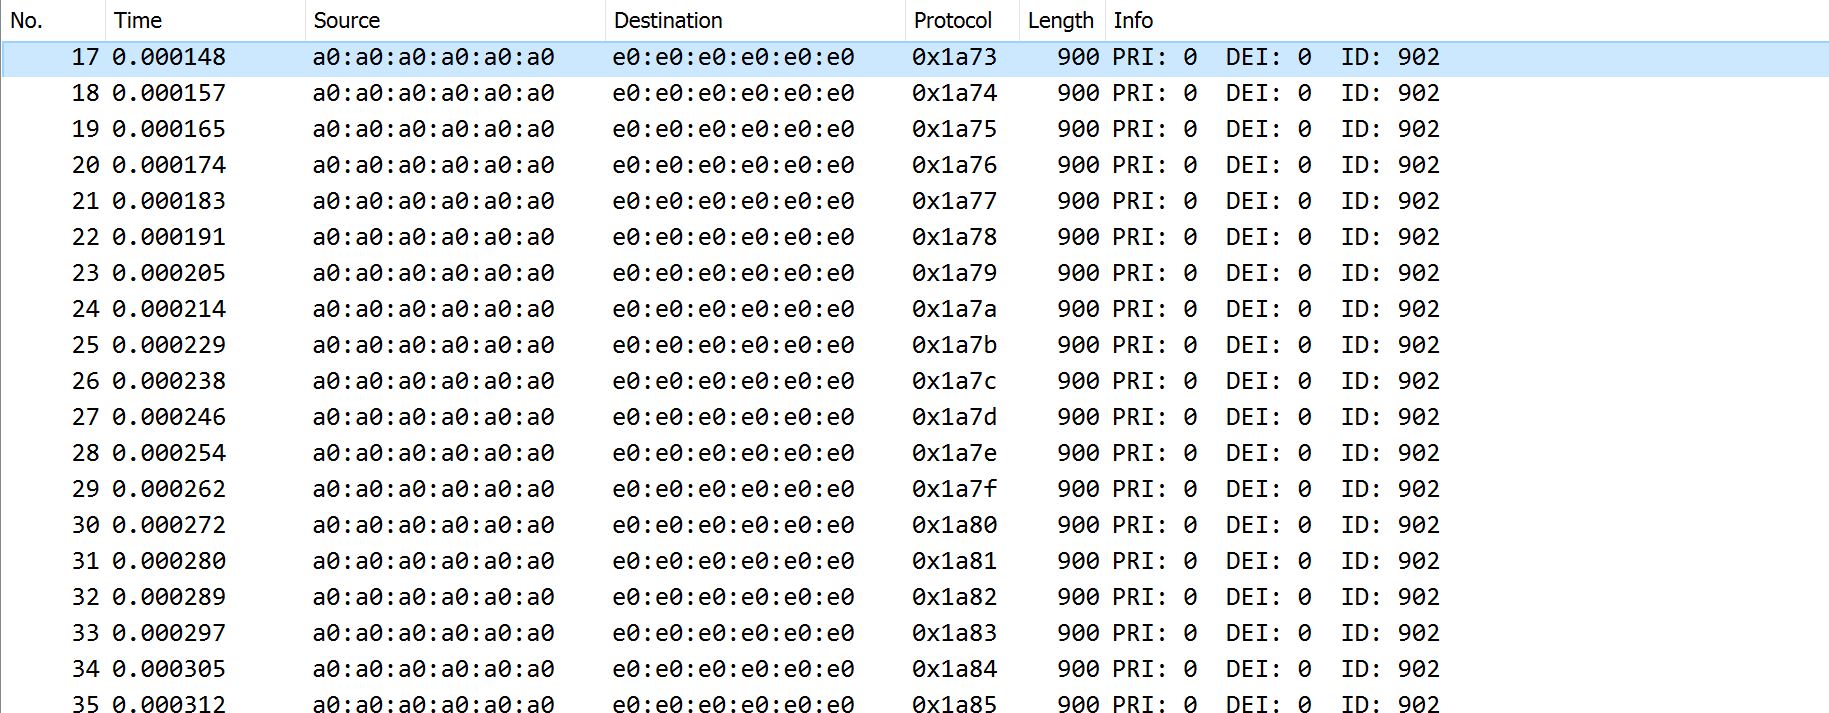 No. Time Source Destination Protocol Length Info
17 0.000148 a0:a0:a0:a0:a0:a0 e0:e0:e0:e0:e0:e0 0x1a73 900 PRI: 0 DEI: 0 ID: 902
18 0.000157 a0:a0:a0:a0:a0:a0 e0:e0:e0:e0:e0:e0 0x1a74 900 PRI: 0 DEI: 0 ID: 902
19 0.000165 a0:a0:a0:a0:a0:a0 e0:e0:e0:e0:e0:e0 0x1a75 900 PRI: 0 DEI: 0 ID: 902
20 0.000174 a0:a0:a0:a0:a0:a0 e0:e0:e0:e0:e0:e0 0x1a76 900 PRI: 0 DEI: 0 ID: 902
21 0.000183 a0:a0:a0:a0:a0:a0 e0:e0:e0:e0:e0:e0 0x1a77 900 PRI: 0 DEI: 0 ID: 902
22 0.000191 a0:a0:a0:a0:a0:a0 e0:e0:e0:e0:e0:e0 0x1a78 900 PRI: 0 DEI: 0 ID: 902
23 0.000205 a0:a0:a0:a0:a0:a0 e0:e0:e0:e0:e0:e0 0x1a79 900 PRI: 0 DEI: 0 ID: 902
24 0.000214 a0:a0:a0:a0:a0:a0 e0:e0:e0:e0:e0:e0 0x1a7a 900 PRI: 0 DEI: 0 ID: 902
25 0.000229 a0:a0:a0:a0:a0:a0 e0:e0:e0:e0:e0:e0 0x1a7b 900 PRI: 0 DEI: 0 ID: 902
26 0.000238 a0:a0:a0:a0:a0:a0 e0:e0:e0:e0:e0:e0 0x1a7c 900 PRI: 0 DEI: 0 ID: 902
27 0.000246 a0:a0:a0:a0:a0:a0 e0:e0:e0:e0:e0:e0 0x1a7d 900 PRI: 0 DEI: 0 ID: 902
28 0.000254 a0:a0:a0:a0:a0:a0 e0:e0:e0:e0:e0:e0 0x1a7e 900 PRI: 0 DEI: 0 ID: 902
29 0.000262 a0:a0:a0:a0:a0:a0 e0:e0:e0:e0:e0:e0 0x1a7f 900 PRI: 0 DEI: 0 ID: 902
30 0.000272 a0:a0:a0:a0:a0:a0 e0:e0:e0:e0:e0:e0 0x1a80 900 PRI: 0 DEI: 0 ID: 902
31 0.000280 a0:a0:a0:a0:a0:a0 e0:e0:e0:e0:e0:e0 0x1a81 900 PRI: 0 DEI: 0 ID: 902
32 0.000289 a0:a0:a0:a0:a0:a0 e0:e0:e0:e0:e0:e0 0x1a82 900 PRI: 0 DEI: 0 ID: 902
33 0.000297 a0:a0:a0:a0:a0:a0 e0:e0:e0:e0:e0:e0 0x1a83 900 PRI: 0 DEI: 0 ID: 902
34 0.000305 a0:a0:a0:a0:a0:a0 e0:e0:e0:e0:e0:e0 0x1a84 900 PRI: 0 DEI: 0 ID: 902
35 0.000312 a0:a0:a0:a0:a0:a0 e0:e0:e0:e0:e0:e0 0x1a85 900 PRI: 0 DEI: 0 ID: 902